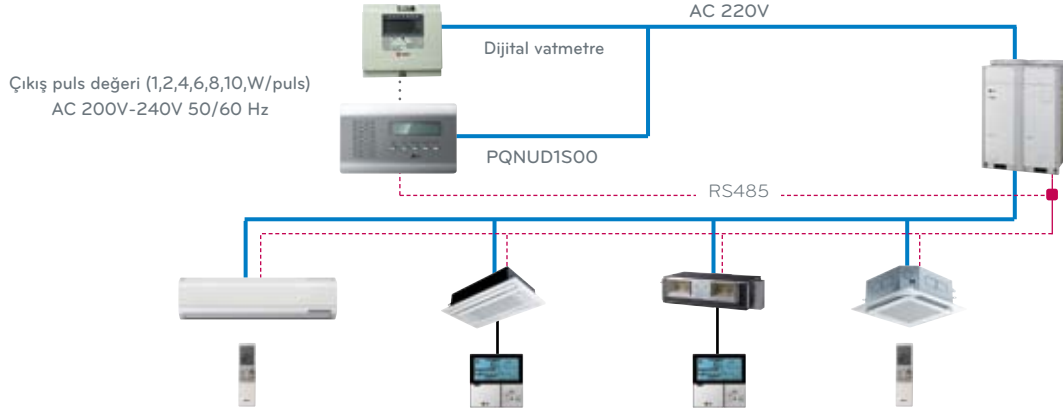 AC 220V
Dijital vatmetre
Çıkış puls değeri (1,2,4,6,8,10,W/puls)
AC 200V-240V 50/60 Hz
PQNUD1S00
RS485